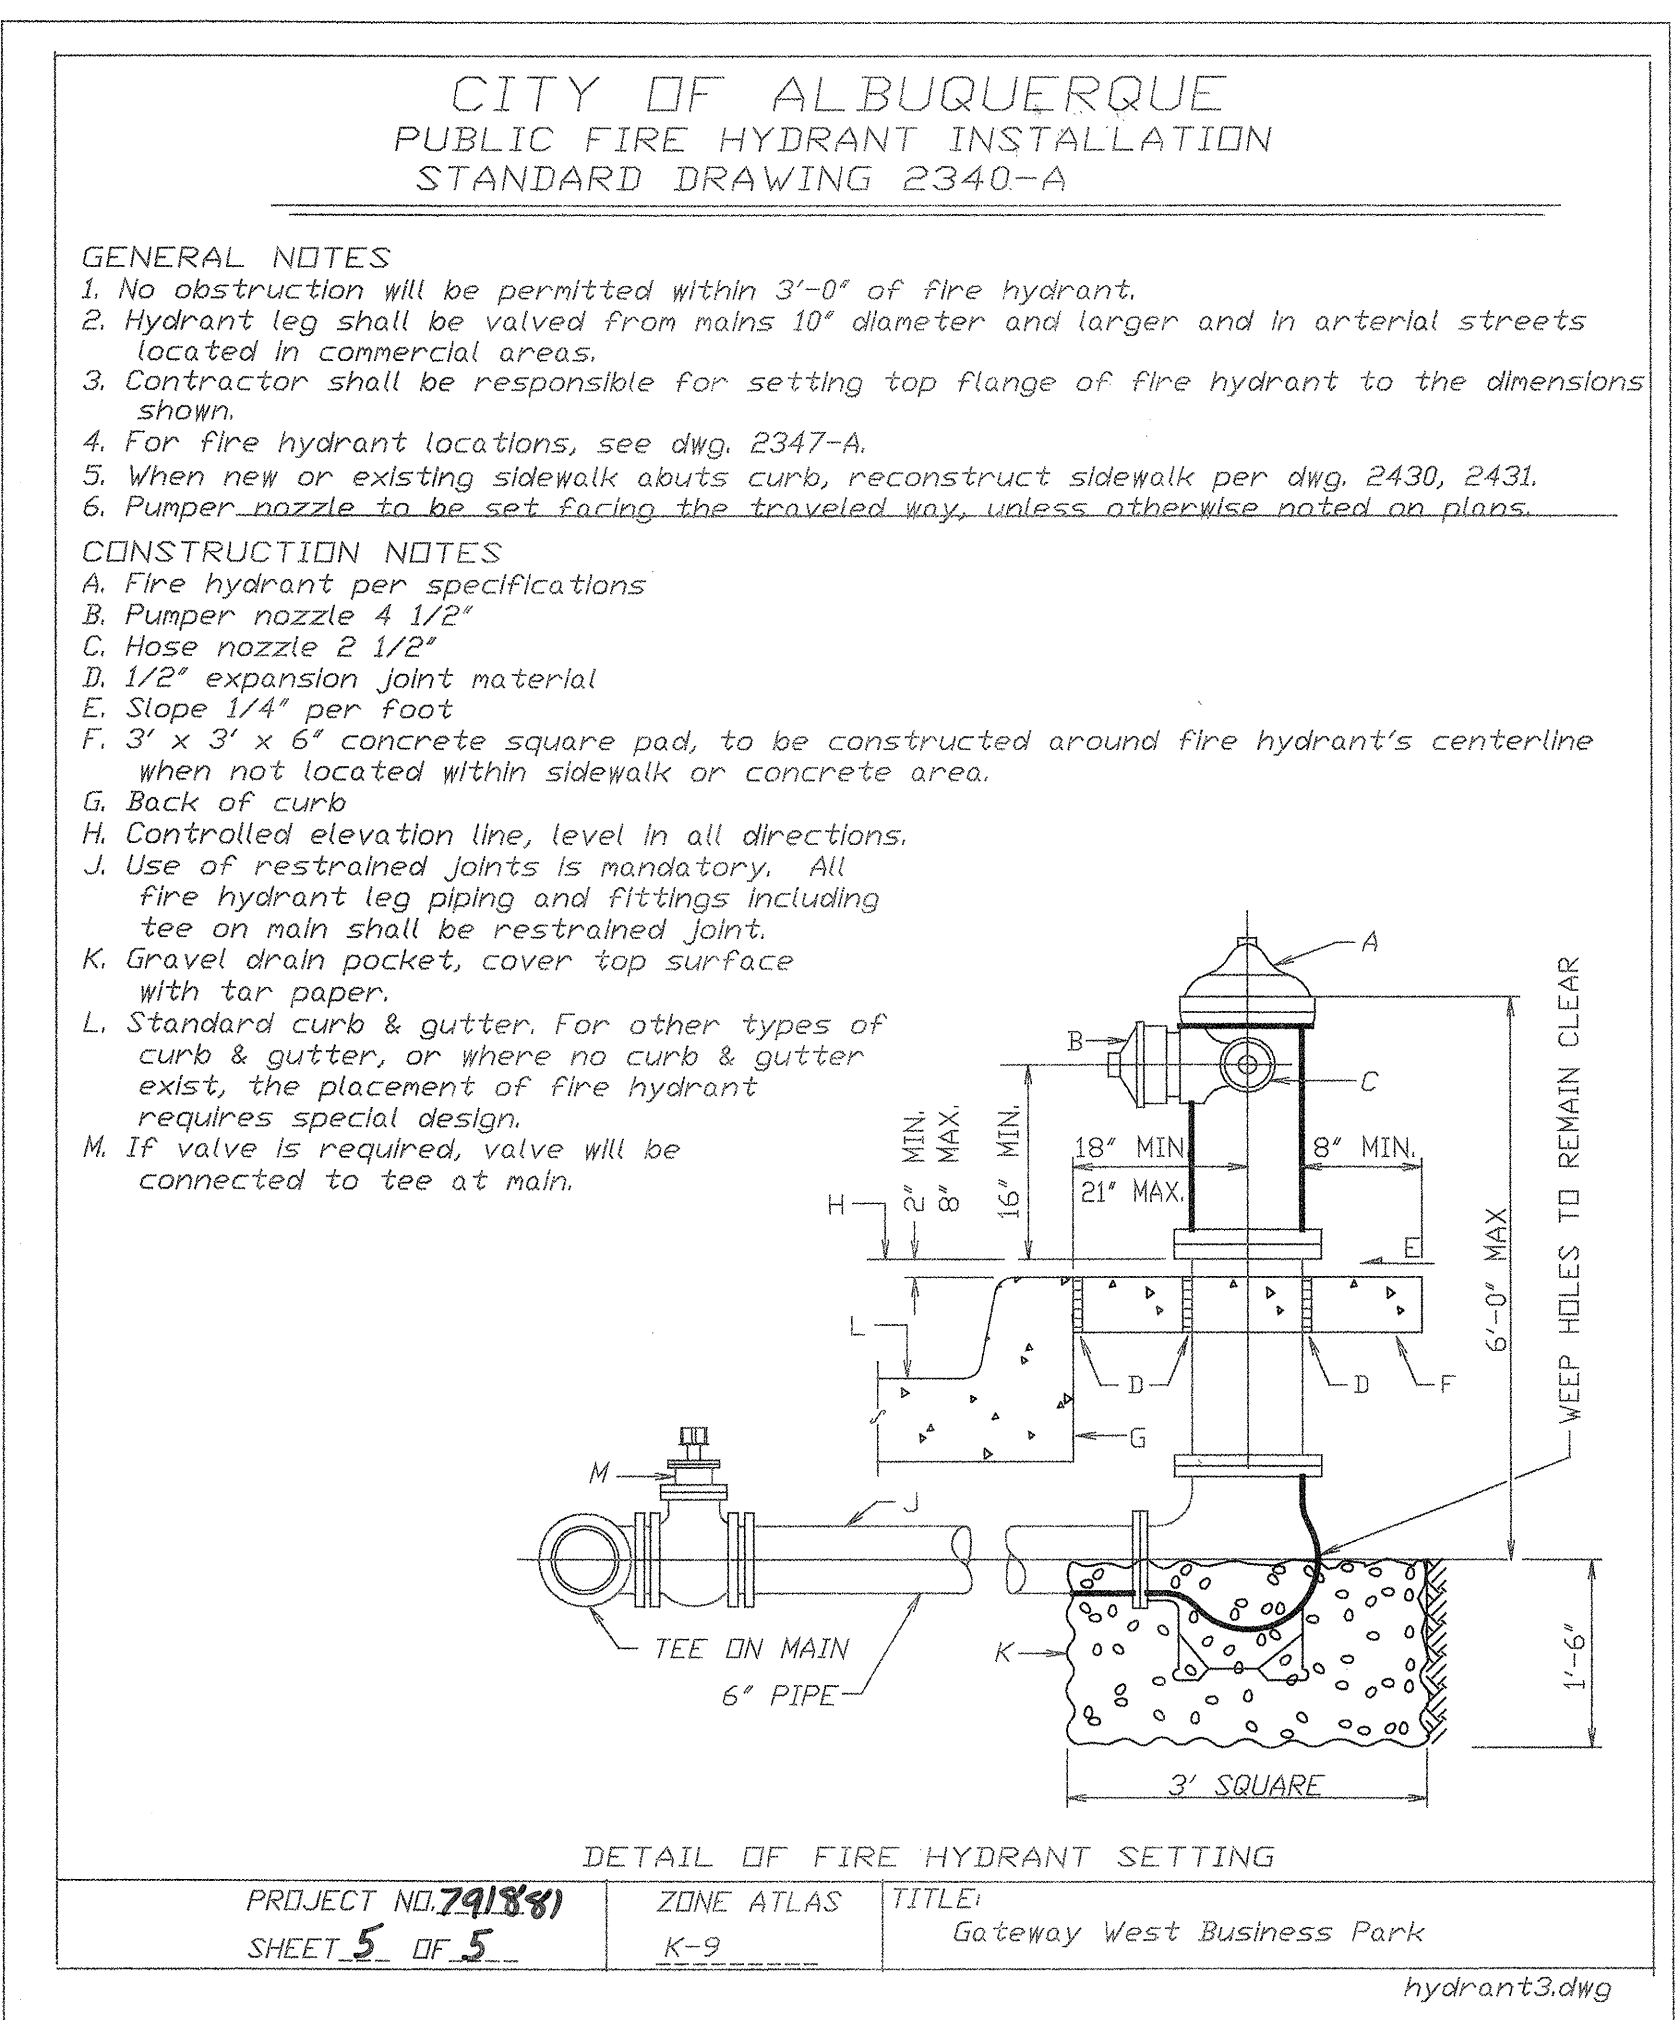 CITY OF ALBUQUERQUE
PUBLIC FIRE HYDRANT INSTALLATION
STANDARD DRAWING 2340-A
GENERAL NOTES
1. No obstruction will be permitted within 3'-0" of fire hydrant.
2. Hydrant leg shall be valved from mains 10" diameter and larger and in arterial streets
located in commercial areas.
3. Contractor shall be responsible for setting top flange of fire hydrant to the dimensions
shown.
4. For fire hydrant locations, see dwg. 2347-A.
5. When new or existing sidewalk abuts curb, reconstruct sidewalk per dwg. 2430, 2431.
6. Pumper nozzle to be set facing the traveled way, unless otherwise noted on plans.
CONSTRUCTION NOTES
A. Fire hydrant per specifications
B. Pumper nozzle 4 1/2"
C. Hose nozzle 2 1/2"
D. 1/2" expansion joint material
E. Slope 1/4" per foot
F. 3' x 3' x 6" concrete square pad, to be constructed around fire hydrant's centerline
when not located within sidewalk or concrete area.
G. Back of curb
H. Controlled elevation line, level in all directions.
J. Use of restrained joints is mandatory. All
fire hydrant leg piping and fittings including
tee on main shall be restrained joint.
K. Gravel drain pocket, cover top surface
with tar paper.
L. Standard curb & gutter. For other types of
curb & gutter, or where no curb & gutter
exist, the placement of fire hydrant
requires special design.
M. If valve is required, valve will be
connected to tee at main.
A
B
C
2" MIN.
8" MAX.
16" MIN.
18" MIN.
21" MAX.
8" MIN.
H
E
6'-0" MAX
WEEP HOLES TO REMAIN CLEAR
L
D
D
F
G
M
J
TEE ON MAIN
6" PIPE
K
1'-6"
3' SQUARE
DETAIL OF FIRE HYDRANT SETTING
PROJECT NO. 791881
SHEET 5 OF 5
ZONE ATLAS
K-9
TITLE:
Gateway West Business Park
hydrant3.dwg